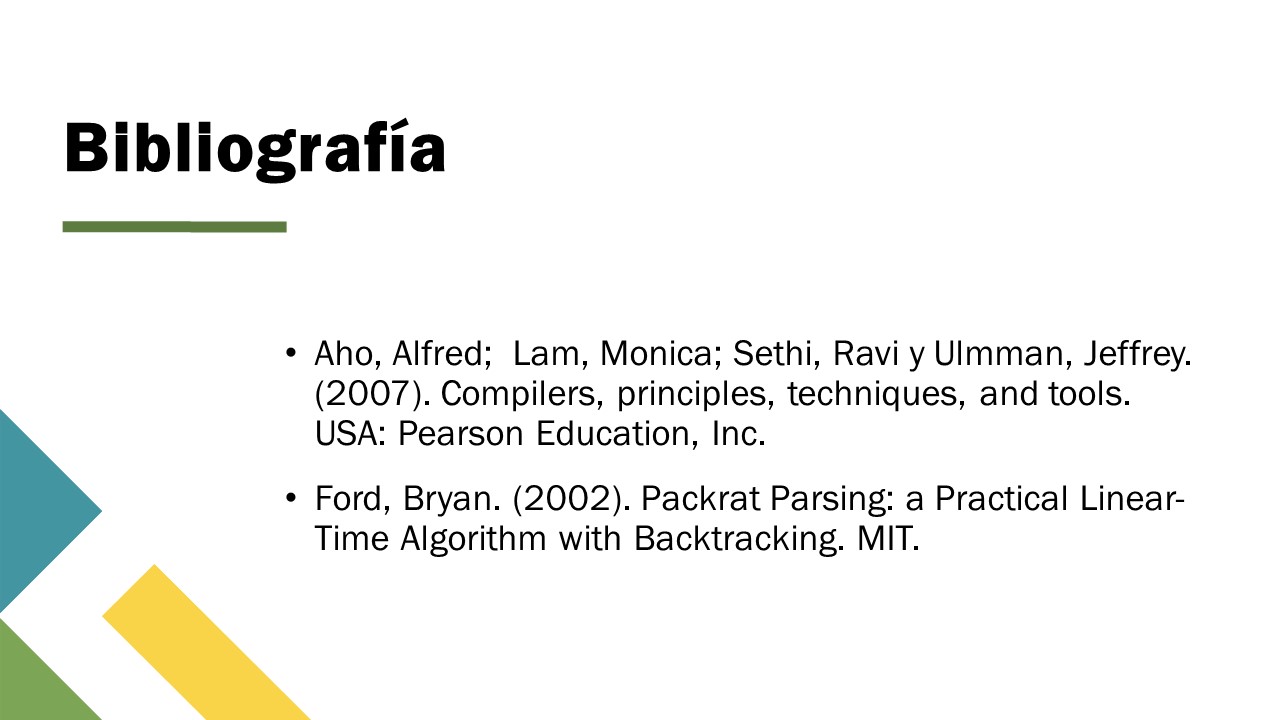 Bibliografía
• Aho, Alfred;  Lam, Monica; Sethi, Ravi y Ulmman, Jeffrey.
(2007). Compilers, principles, techniques, and tools.
USA: Pearson Education, Inc.
• Ford, Bryan. (2002). Packrat Parsing: a Practical Linear-
Time Algorithm with Backtracking. MIT.